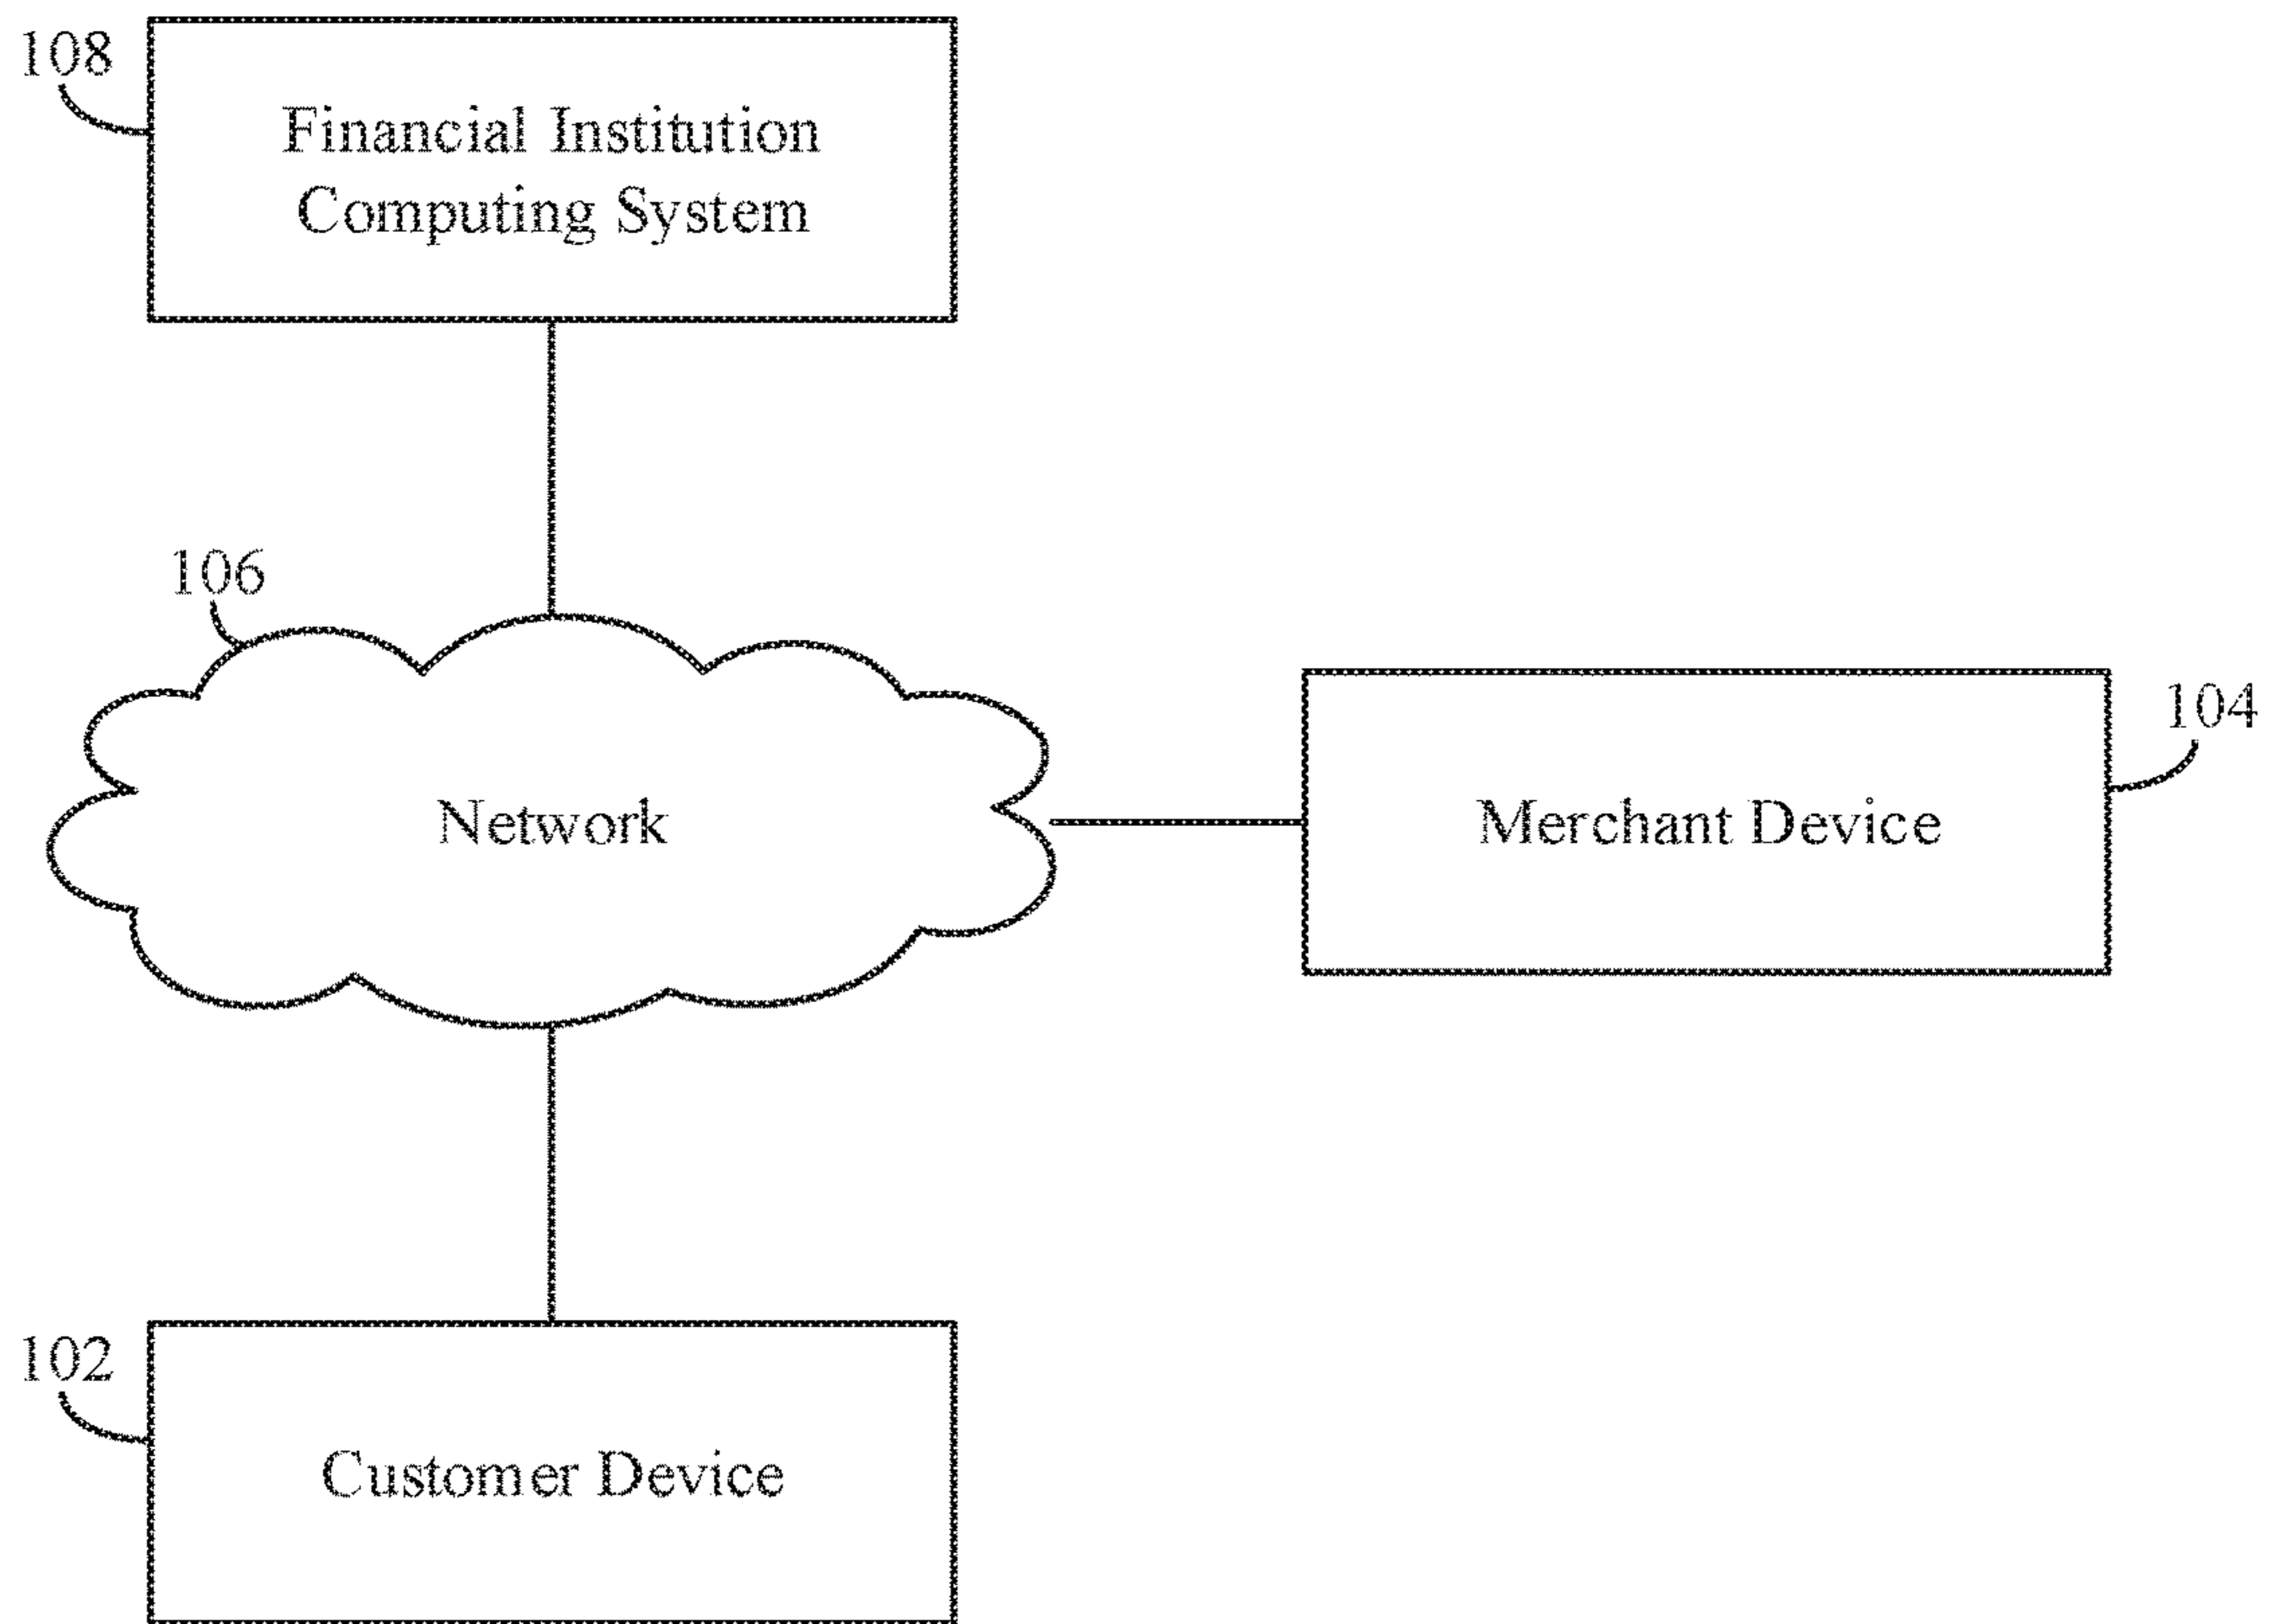 108
Financial Institution
Computing System
106
104
Network
Merchant Device
102
Customer Device